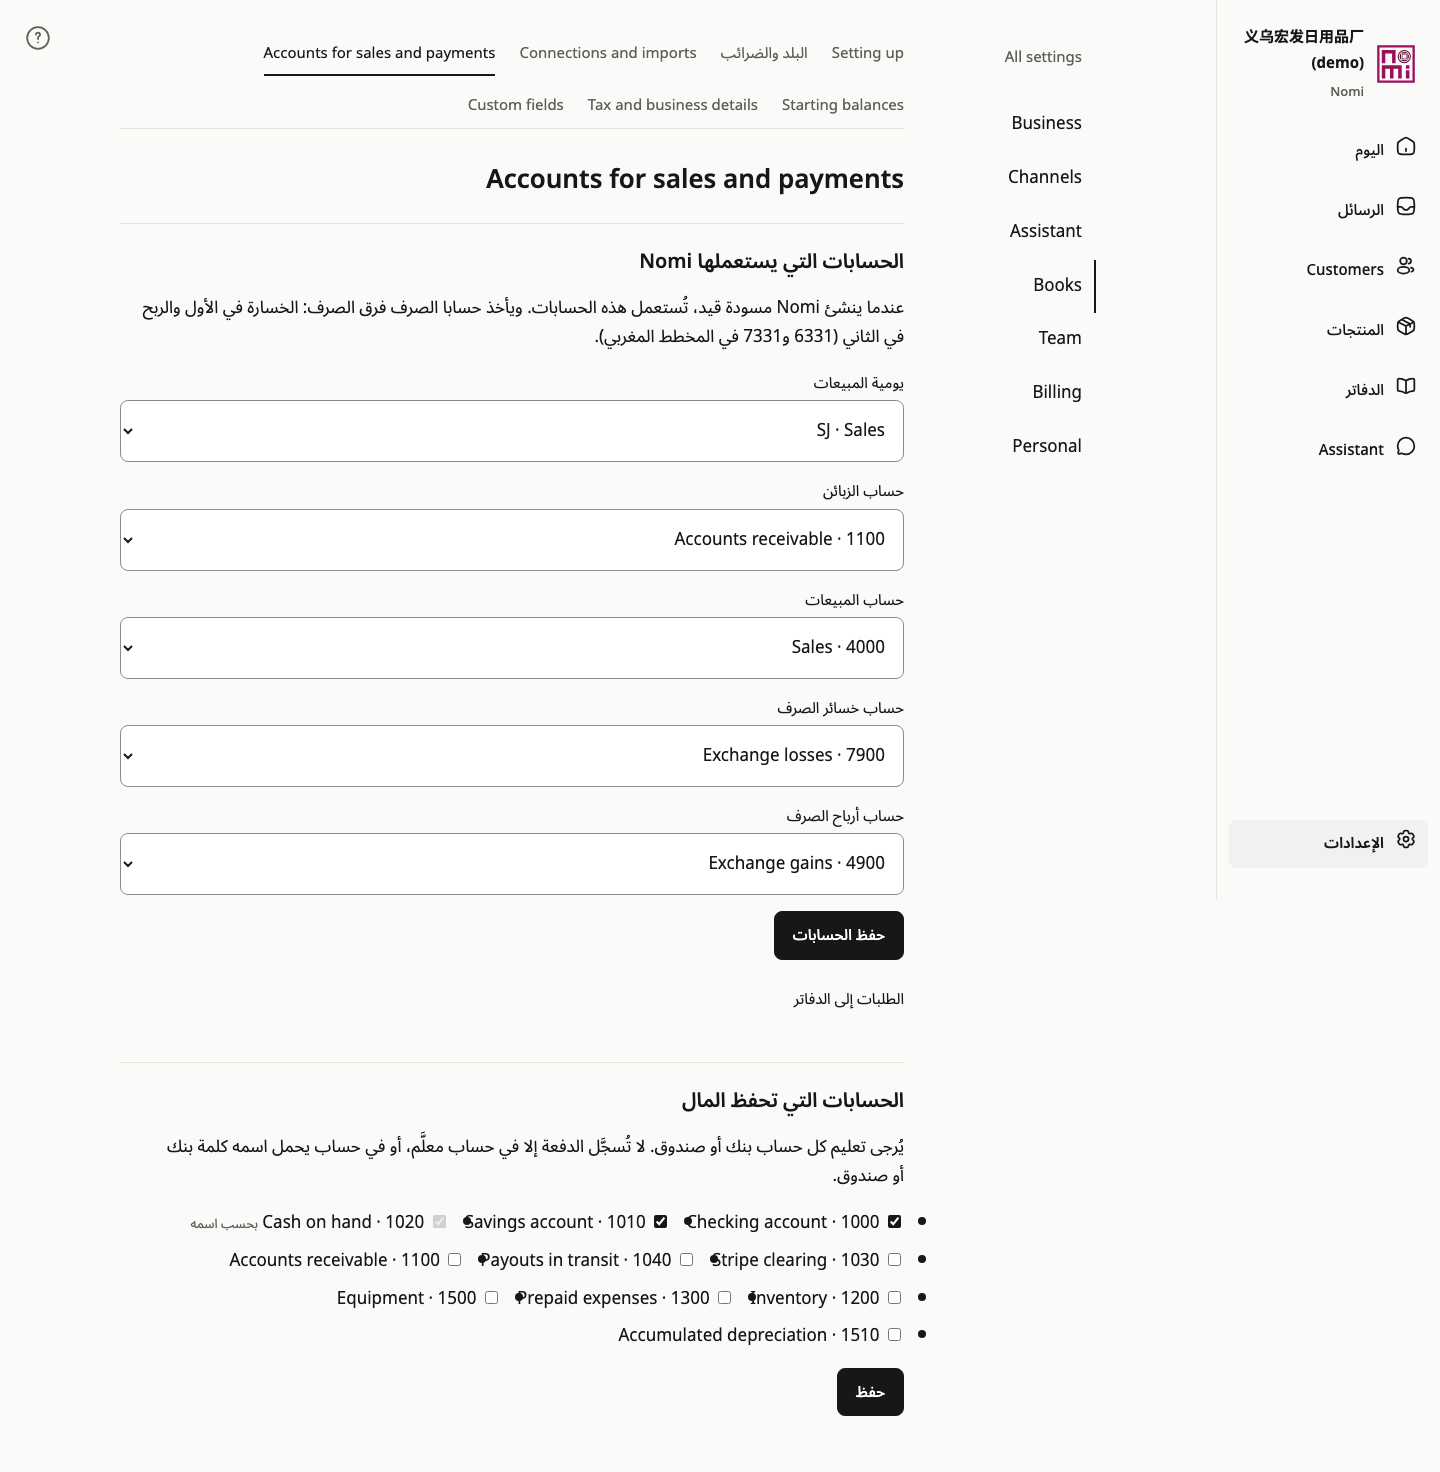 义乌宏发日用品厂
(demo)
Nomi
اليوم
الرسائل
Customers
المنتجات
الدفاتر
Assistant
الإعدادات
All settings
Business
Channels
Assistant
Books
Team
Billing
Personal
Setting up
البلد والضرائب
Connections and imports
Accounts for sales and payments
Starting balances
Tax and business details
Custom fields
Accounts for sales and payments
الحسابات التي يستعملها Nomi
عندما ينشئ Nomi مسودة قيد، تُستعمل هذه الحسابات. ويأخذ حسابا الصرف فرق الصرف: الخسارة في الأول والربح
في الثاني (6331 و7331 في المخطط المغربي).
يومية المبيعات
SJ · Sales
حساب الزبائن
1100 · Accounts receivable
حساب المبيعات
4000 · Sales
حساب خسائر الصرف
7900 · Exchange losses
حساب أرباح الصرف
4900 · Exchange gains
حفظ الحسابات
الطلبات إلى الدفاتر
الحسابات التي تحفظ المال
يُرجى تعليم كل حساب بنك أو صندوق. لا تُسجَّل الدفعة إلا في حساب معلَّم، أو في حساب يحمل اسمه كلمة بنك
أو صندوق.
1000 · Checking account
1010 · Savings account
1020 · Cash on hand بحسب اسمه
1030 · Stripe clearing
1040 · Payouts in transit
1100 · Accounts receivable
1200 · Inventory
1300 · Prepaid expenses
1500 · Equipment
1510 · Accumulated depreciation
حفظ